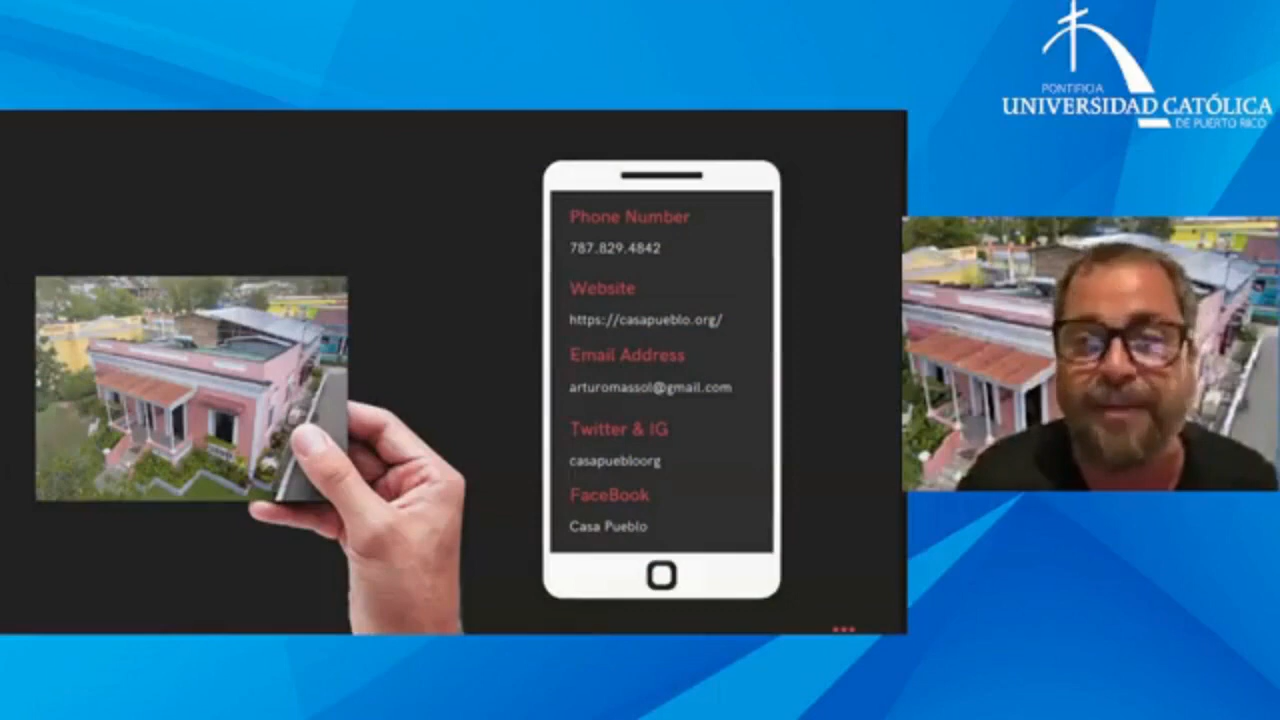 PONTIFICIA
UNIVERSIDAD CATÓLICA
DE PUERTO RICO
Phone Number
787.829.4842
Website
https://casapueblo.org/
Email Address
arturomassol@gmail.com
Twitter & IG
casapuebloorg
FaceBook
Casa Pueblo